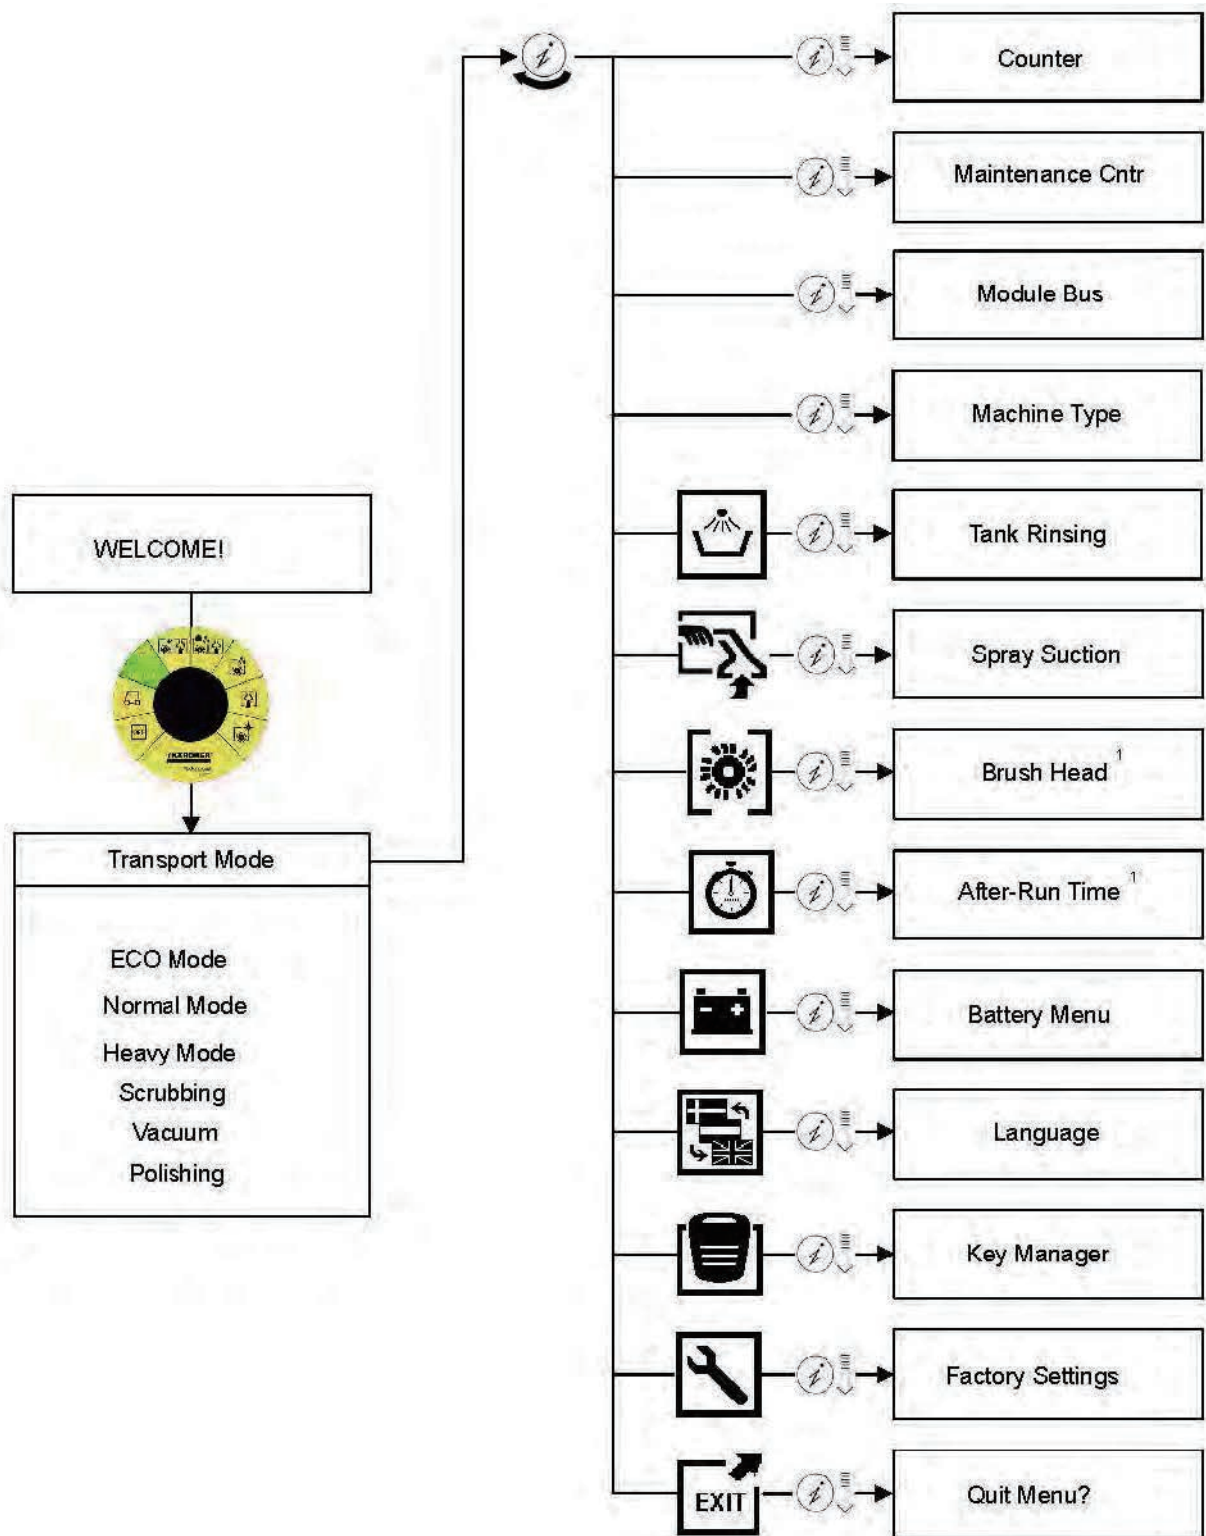 Counter
Maintenance Cntr
Module Bus
Machine Type
Tank Rinsing
Spray Suction
Brush Head 1
After-Run Time 1
Battery Menu
Language
Key Manager
Factory Settings
EXIT
Quit Menu?
WELCOME!
KÄRCHER
Transport Mode
ECO Mode
Normal Mode
Heavy Mode
Scrubbing
Vacuum
Polishing